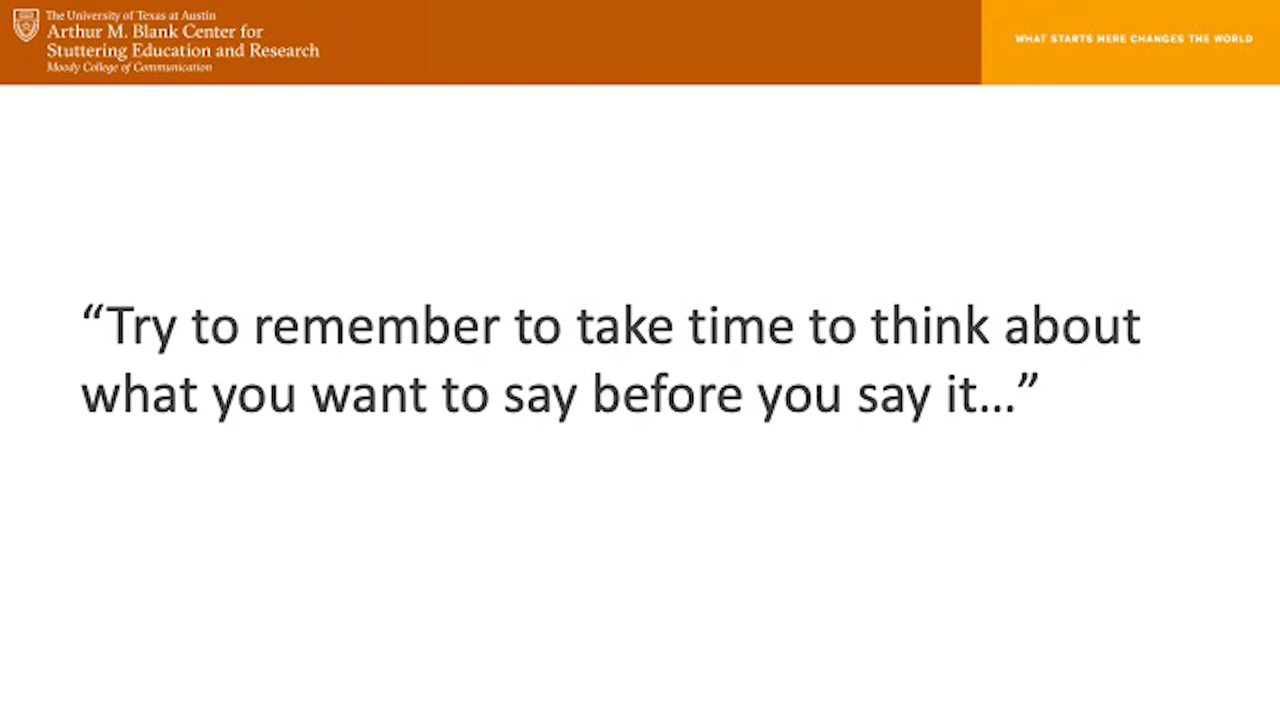 The University of Texas at Austin
Arthur M. Blank Center for
Stuttering Education and Research
Moody College of Communication
WHAT STARTS HERE CHANGES THE WORLD
“Try to remember to take time to think about
what you want to say before you say it...”